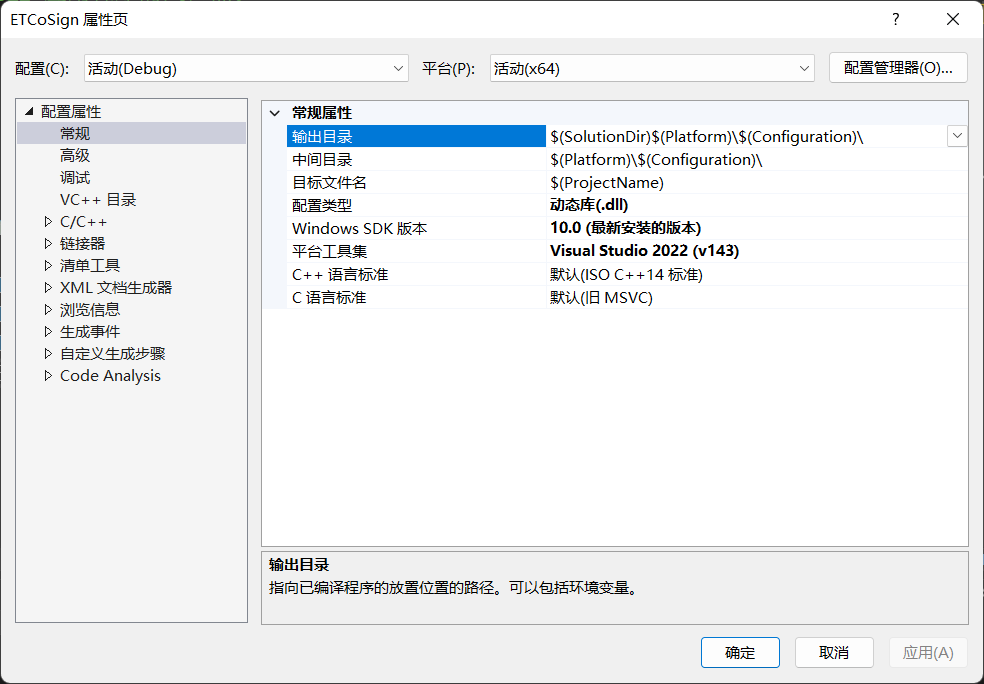 ETCoSign 属性页
?
配置(C): 活动(Debug) 平台(P): 活动(x64) 配置管理器(O)...
配置属性
常规
高级
调试
VC++ 目录
C/C++
链接器
清单工具
XML 文档生成器
浏览信息
生成事件
自定义生成步骤
Code Analysis
常规属性
输出目录 $(SolutionDir)$(Platform)\$(Configuration)\
中间目录 $(Platform)\$(Configuration)\
目标文件名 $(ProjectName)
配置类型 动态库(.dll)
Windows SDK 版本 10.0 (最新安装的版本)
平台工具集 Visual Studio 2022 (v143)
C++ 语言标准 默认(ISO C++14 标准)
C 语言标准 默认(旧 MSVC)
输出目录
指向已编译程序的放置位置的路径。可以包括环境变量。
确定 取消 应用(A)